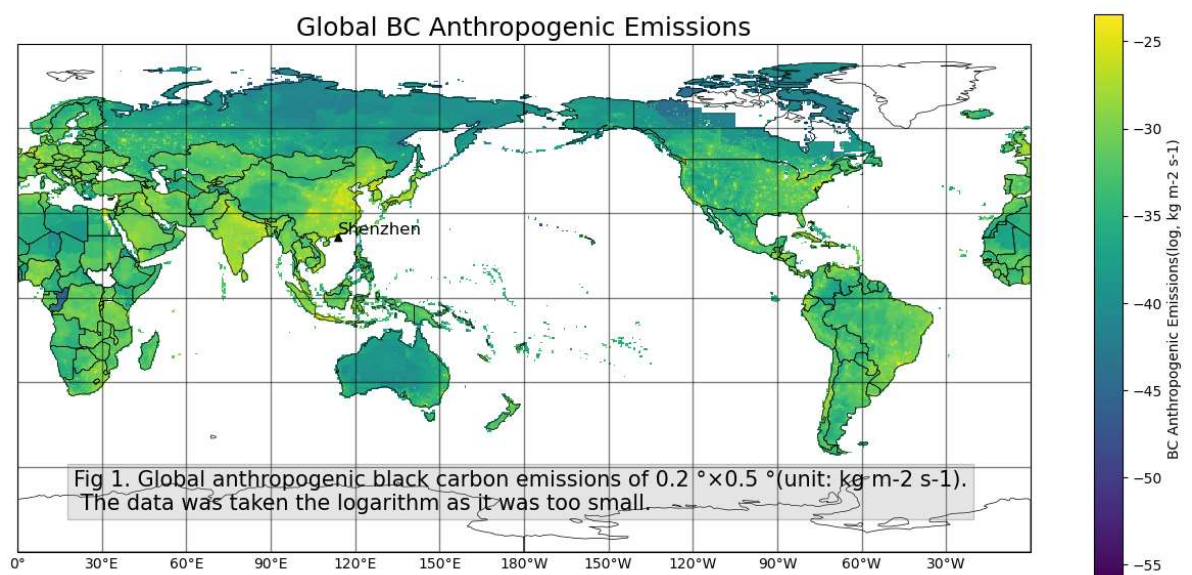 Global BC Anthropogenic Emissions
Shenzhen
Fig 1. Global anthropogenic black carbon emissions of 0.2 °×0.5 °(unit: kg m-2 s-1).
The data was taken the logarithm as it was too small.
0° 30°E 60°E 90°E 120°E 150°E 180° 150°W 120°W 90°W 60°W 30°W
−25
−30
−35
−40
−45
−50
−55
BC Anthropogenic Emissions(log, kg m-2 s-1)